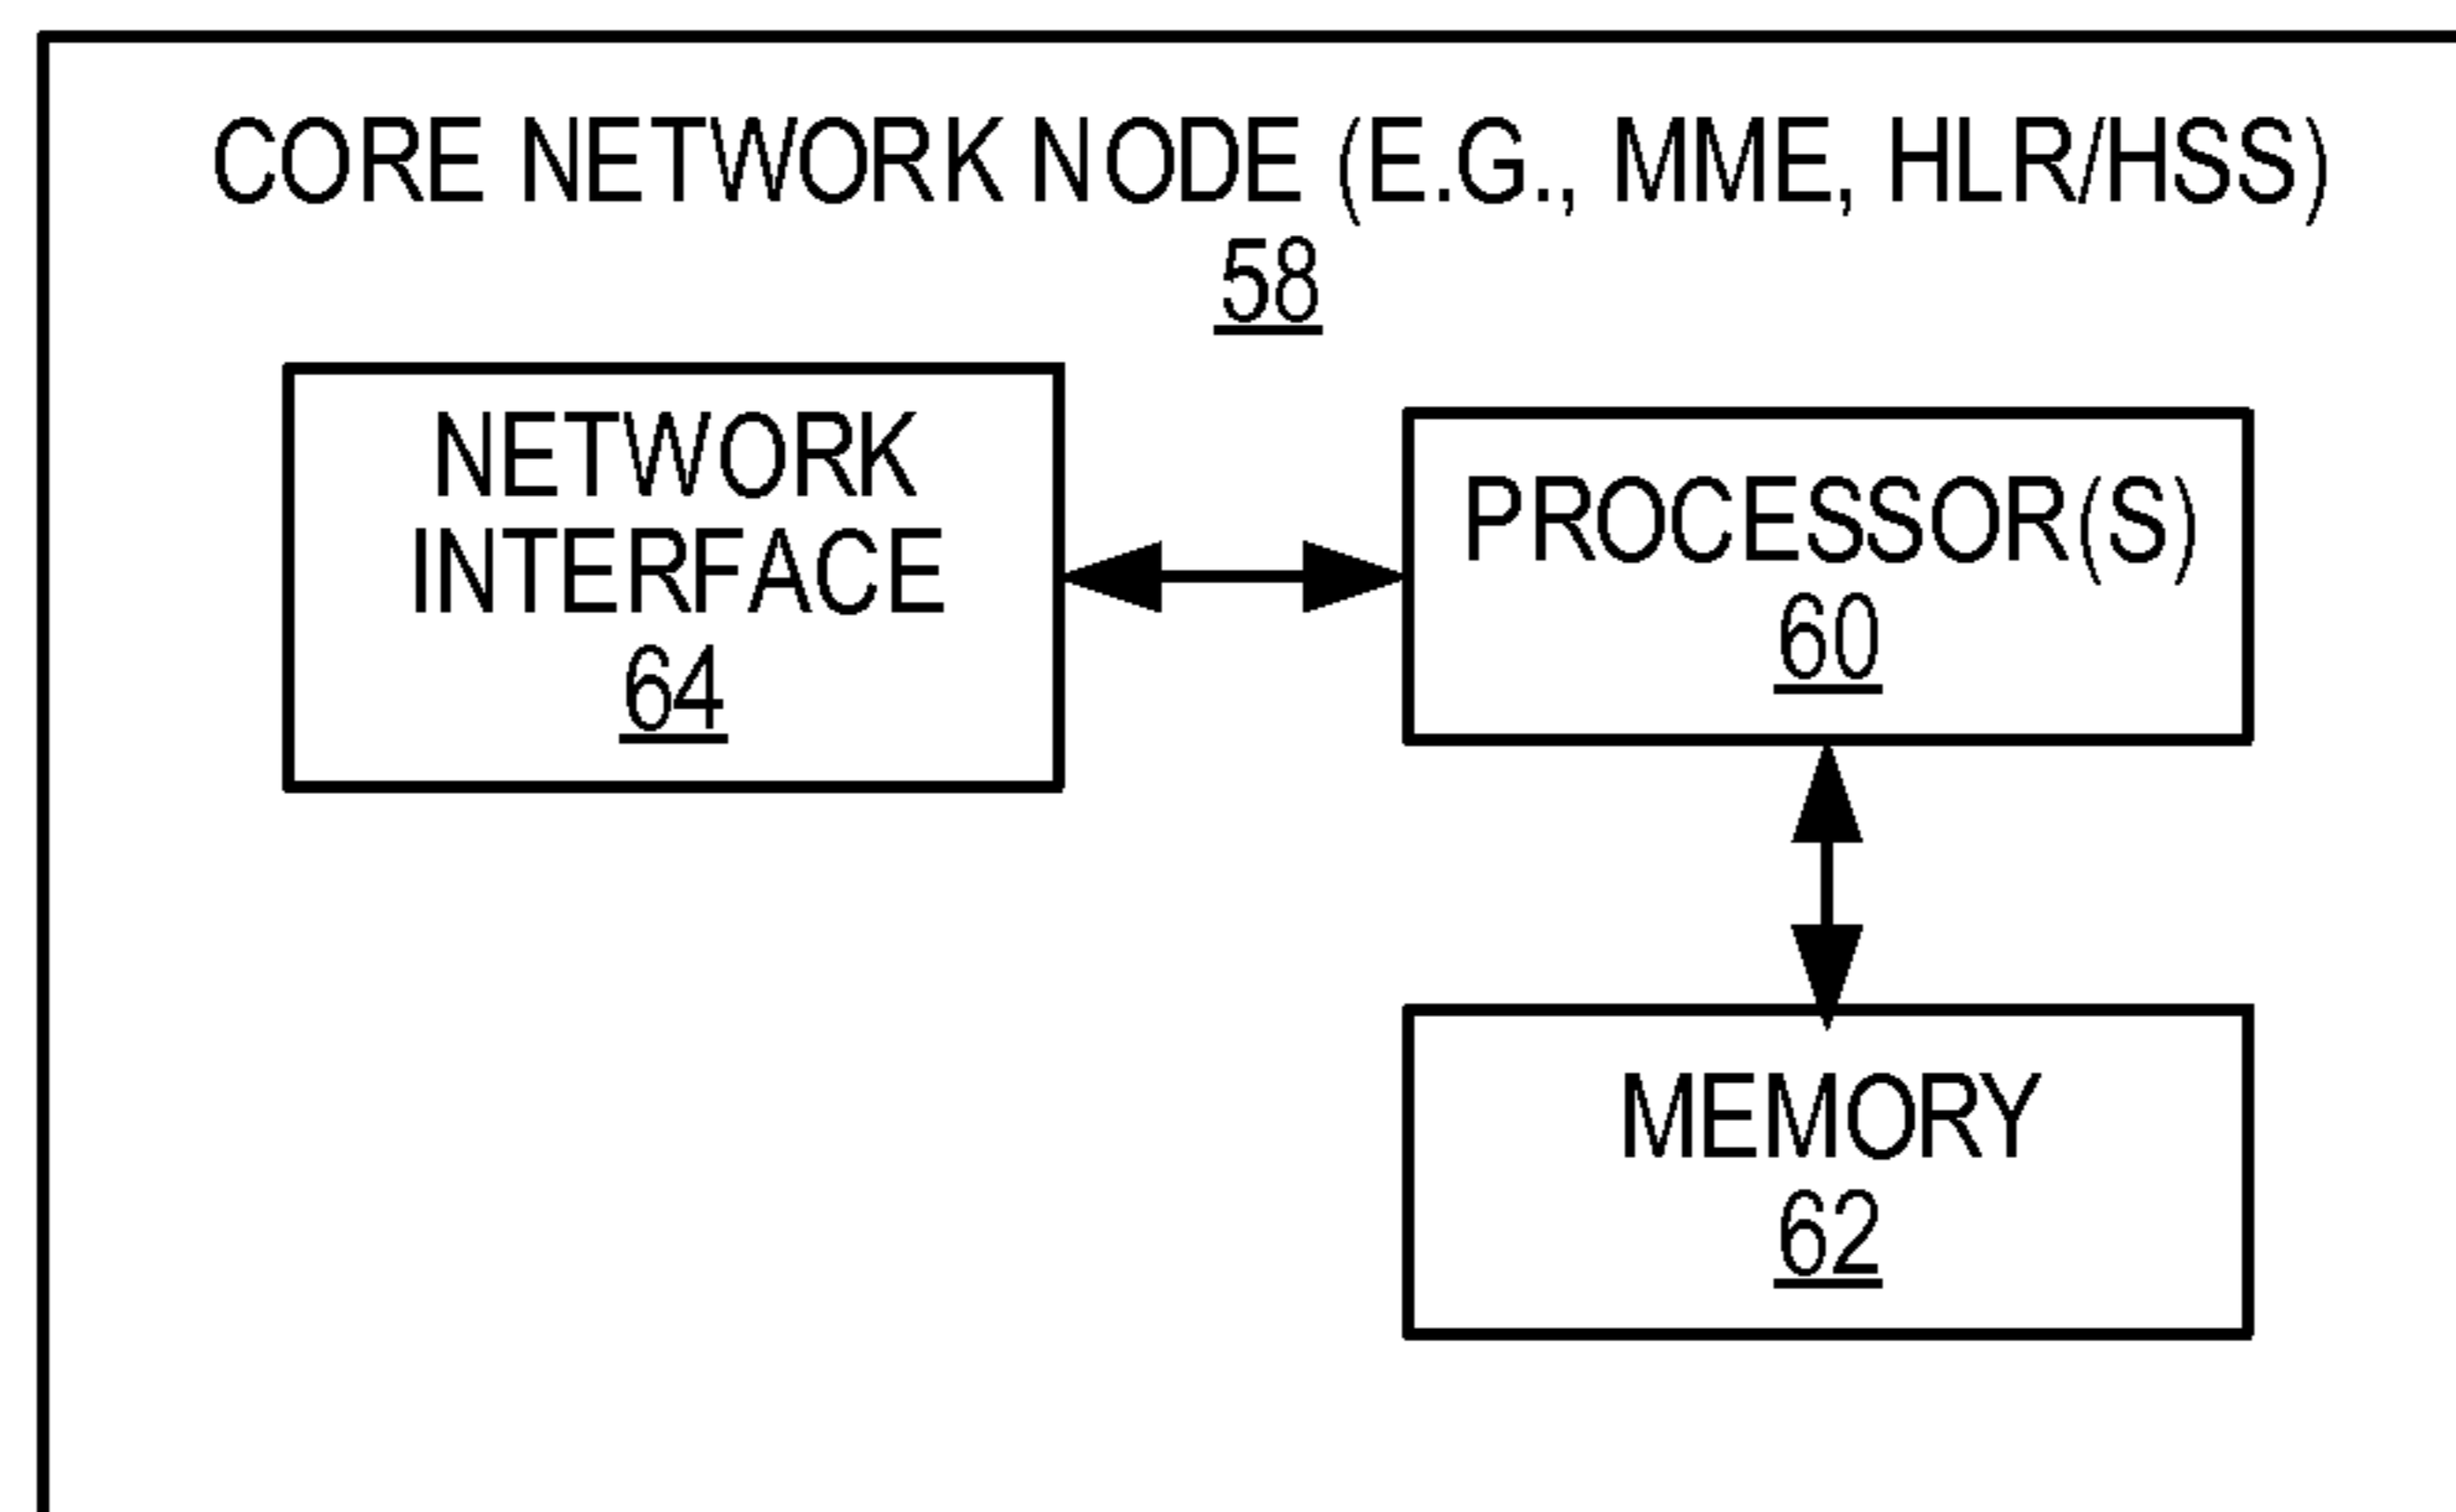 CORE NETWORK NODE (E.G., MME, HLR/HSS)
58
NETWORK
INTERFACE
64
PROCESSOR(S)
60
MEMORY
62